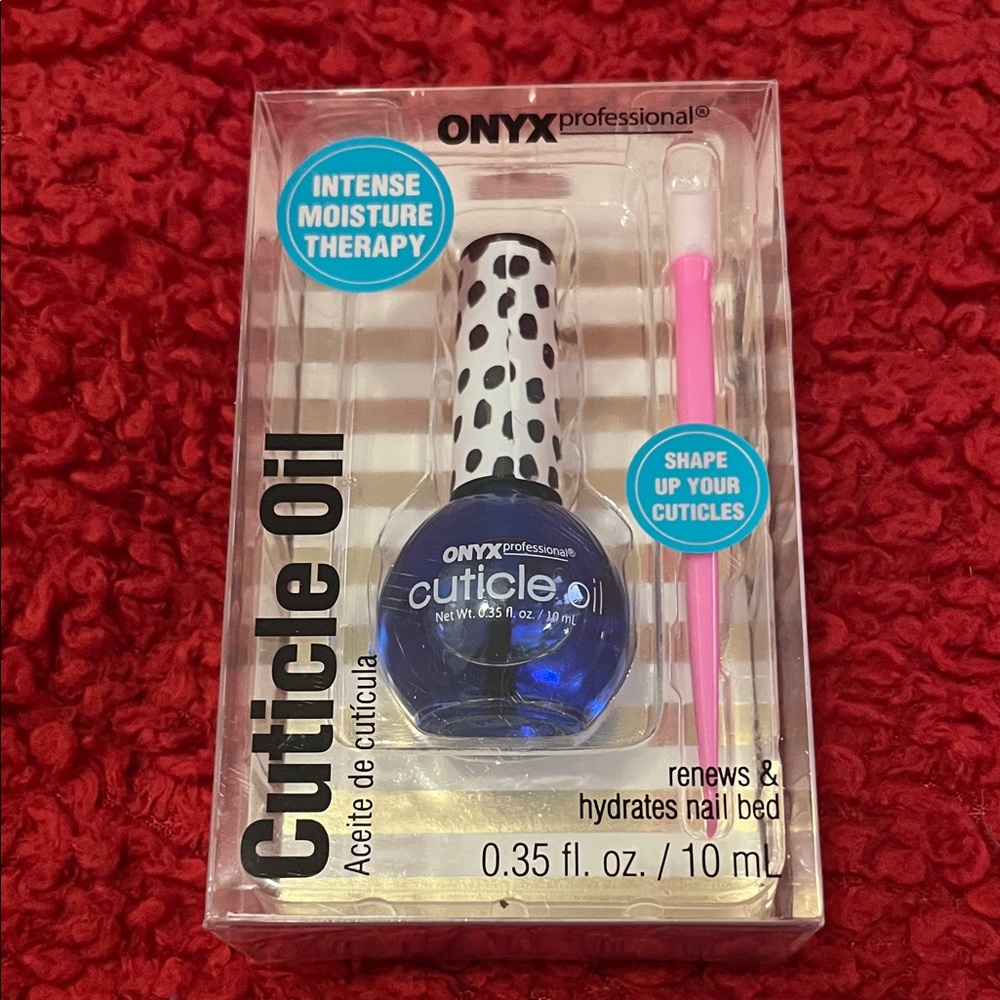 ONYX professional®
INTENSE
MOISTURE
THERAPY
SHAPE
UP YOUR
CUTICLES
ONYX professional®
cuticle oil
Net Wt. 0.35 fl. oz. / 10 mL
Cuticle Oil
Aceite de cutícula
renews &
hydrates nail bed
0.35 fl. oz. / 10 mL